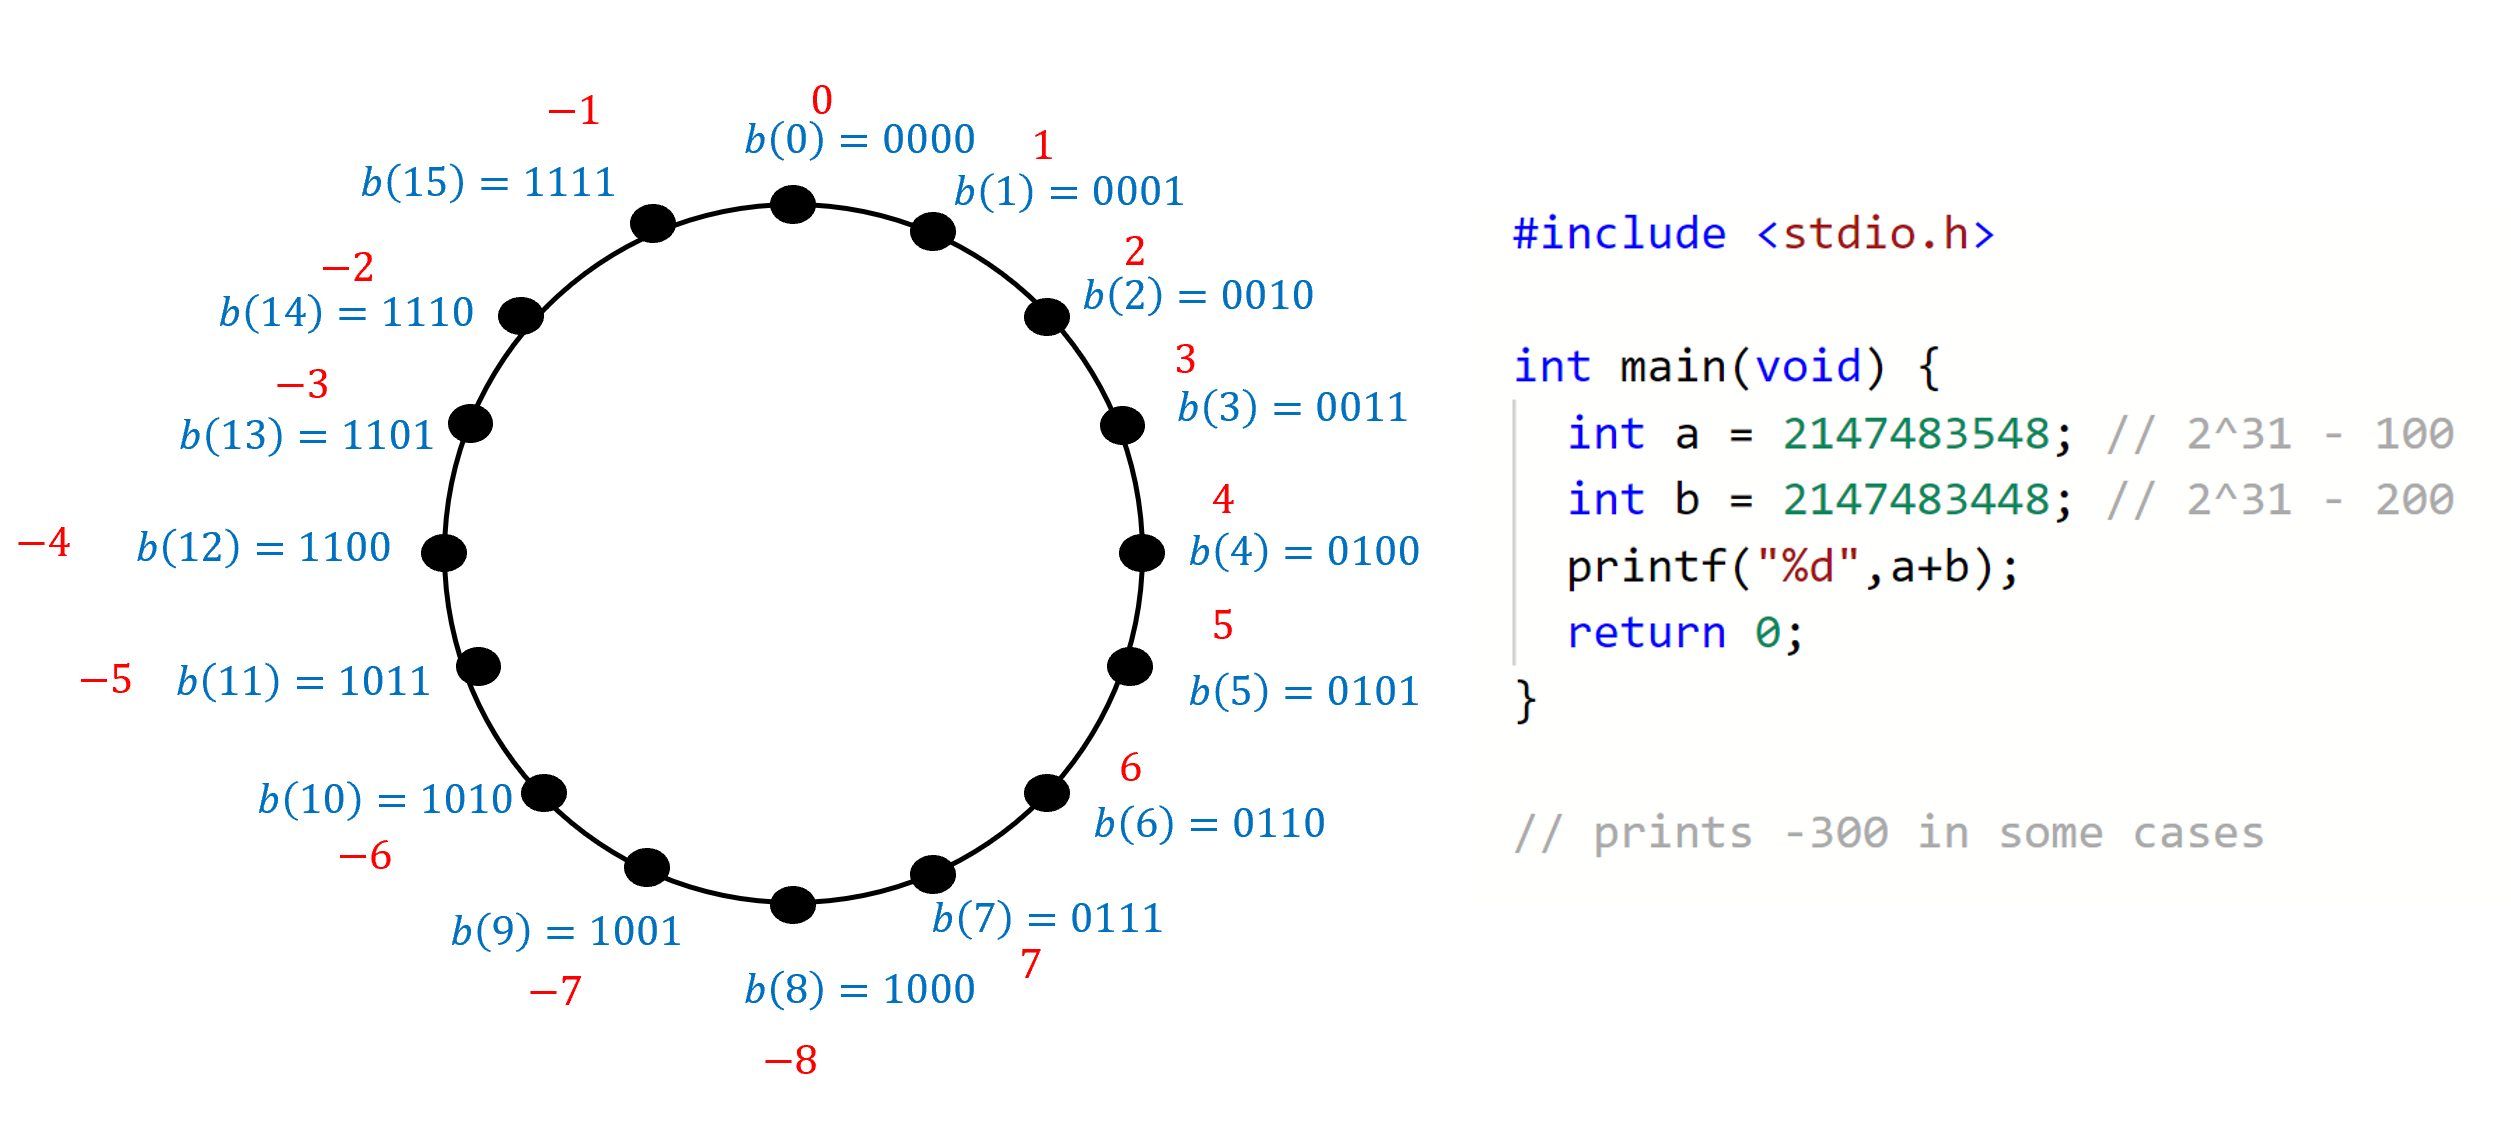 0
b(0) = 0000
1
b(1) = 0001
2
b(2) = 0010
3
b(3) = 0011
4
b(4) = 0100
5
b(5) = 0101
6
b(6) = 0110
b(7) = 0111
7
b(8) = 1000
−8
b(9) = 1001
−7
b(10) = 1010
−6
−5 b(11) = 1011
−4 b(12) = 1100
−3
b(13) = 1101
−2
b(14) = 1110
−1
b(15) = 1111
#include <stdio.h>
int main(void) {
int a = 2147483548; // 2^31 - 100
int b = 2147483448; // 2^31 - 200
printf("%d",a+b);
return 0;
}
// prints -300 in some cases